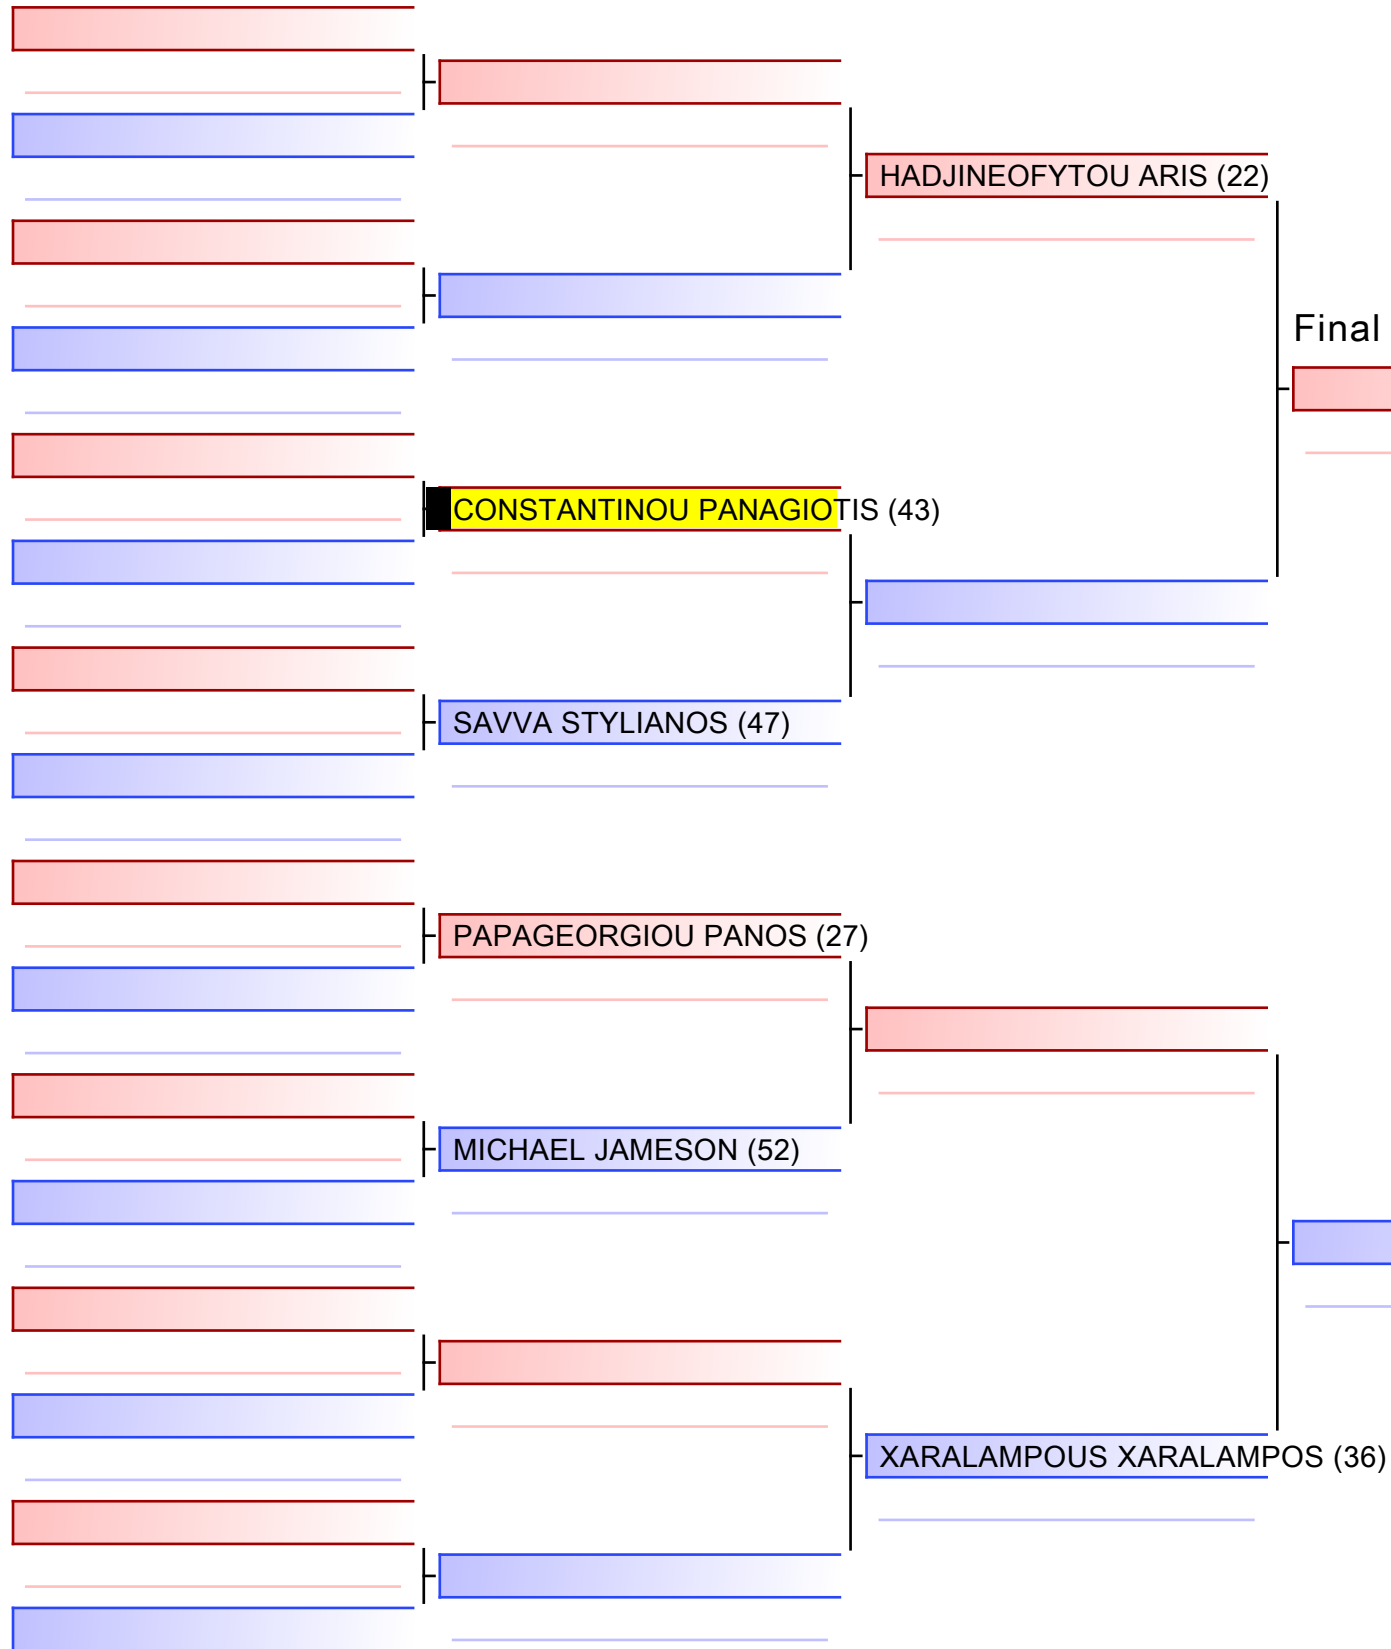 HADJINEOFYTOU ARIS (22)
Final
CONSTANTINOU PANAGIOTIS (43)
SAVVA STYLIANOS (47)
PAPAGEORGIOU PANOS (27)
MICHAEL JAMESON (52)
XARALAMPOUS XARALAMPOS (36)